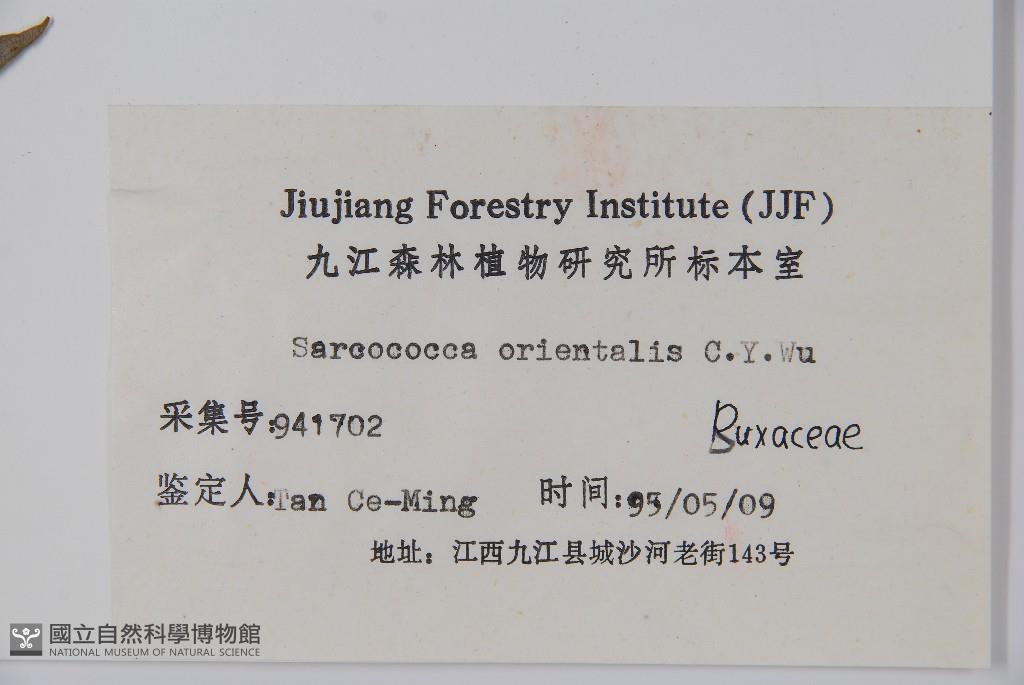 Jiujiang Forestry Institute (JJF)
九江森林植物研究所标本室
Sarcococca orientalis C.Y.Wu
采集号:941702
Buxaceae
鉴定人:Tan Ce-Ming 时间:95/05/09
地址：江西九江县城沙河老街143号
國立自然科學博物館
NATIONAL MUSEUM OF NATURAL SCIENCE